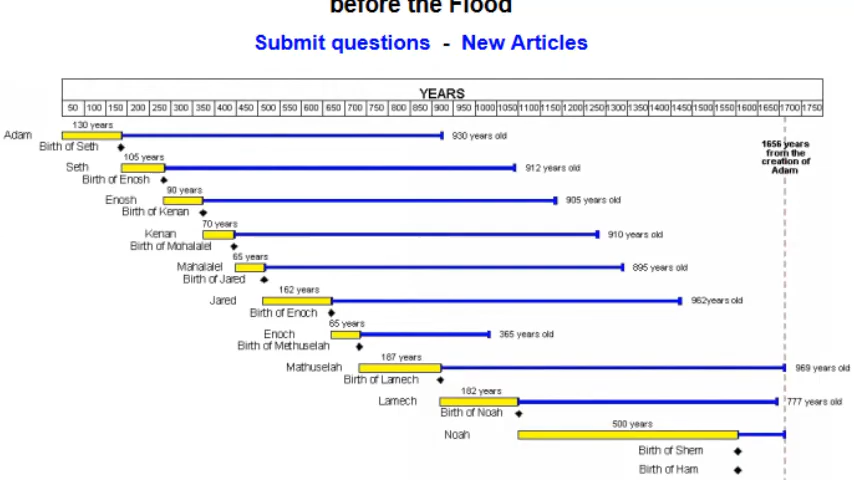 before the Flood
Submit questions - New Articles
YEARS
50 100 150 200 250 300 350 400 450 500 550 600 650 700 750 800 850 900 950 1000 1050 1100 1150 1200 1250 1300 1350 1400 1450 1500 1550 1600 1650 1700 1750
130 years
Adam 930 years old
Birth of Seth
1656 years
from the
creation of
Adam
105 years
Seth 912 years old
Birth of Enosh
90 years
Enosh 905 years old
Birth of Kenan
70 years
Kenan 910 years old
Birth of Mohalalel
65 years
Mahalalel 895 years old
Birth of Jared
162 years
Jared 962years old
Birth of Enoch
65 years
Enoch 365 years old
Birth of Methuselah
187 years
Mathuselah 969 years old
Birth of Lamech
182 years
Lamech 777 years old
Birth of Noah
500 years
Noah
Birth of Shem
Birth of Ham